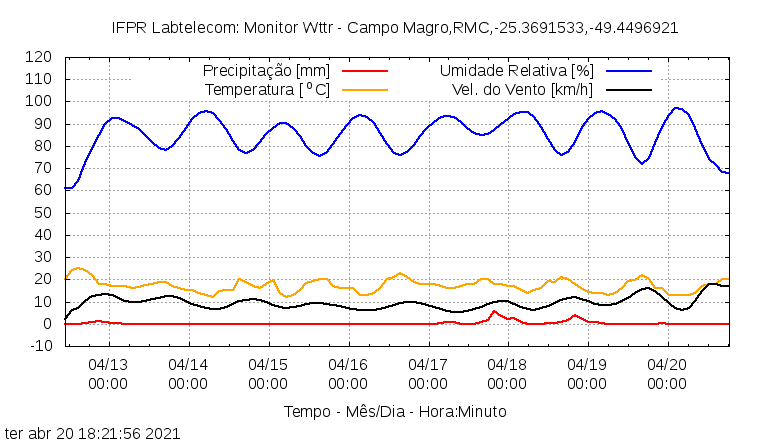 IFPR Labtelecom: Monitor Wttr - Campo Magro,RMC,-25.3691533,-49.4496921
Precipitação [mm]
Umidade Relativa [%]
Temperatura [ ⁰C]
Vel. do Vento [km/h]
120
110
100
90
80
70
60
50
40
30
20
10
0
-10
04/13 04/14 04/15 04/16 04/17 04/18 04/19 04/20
00:00 00:00 00:00 00:00 00:00 00:00 00:00 00:00
Tempo - Mês/Dia - Hora:Minuto
ter abr 20 18:21:56 2021